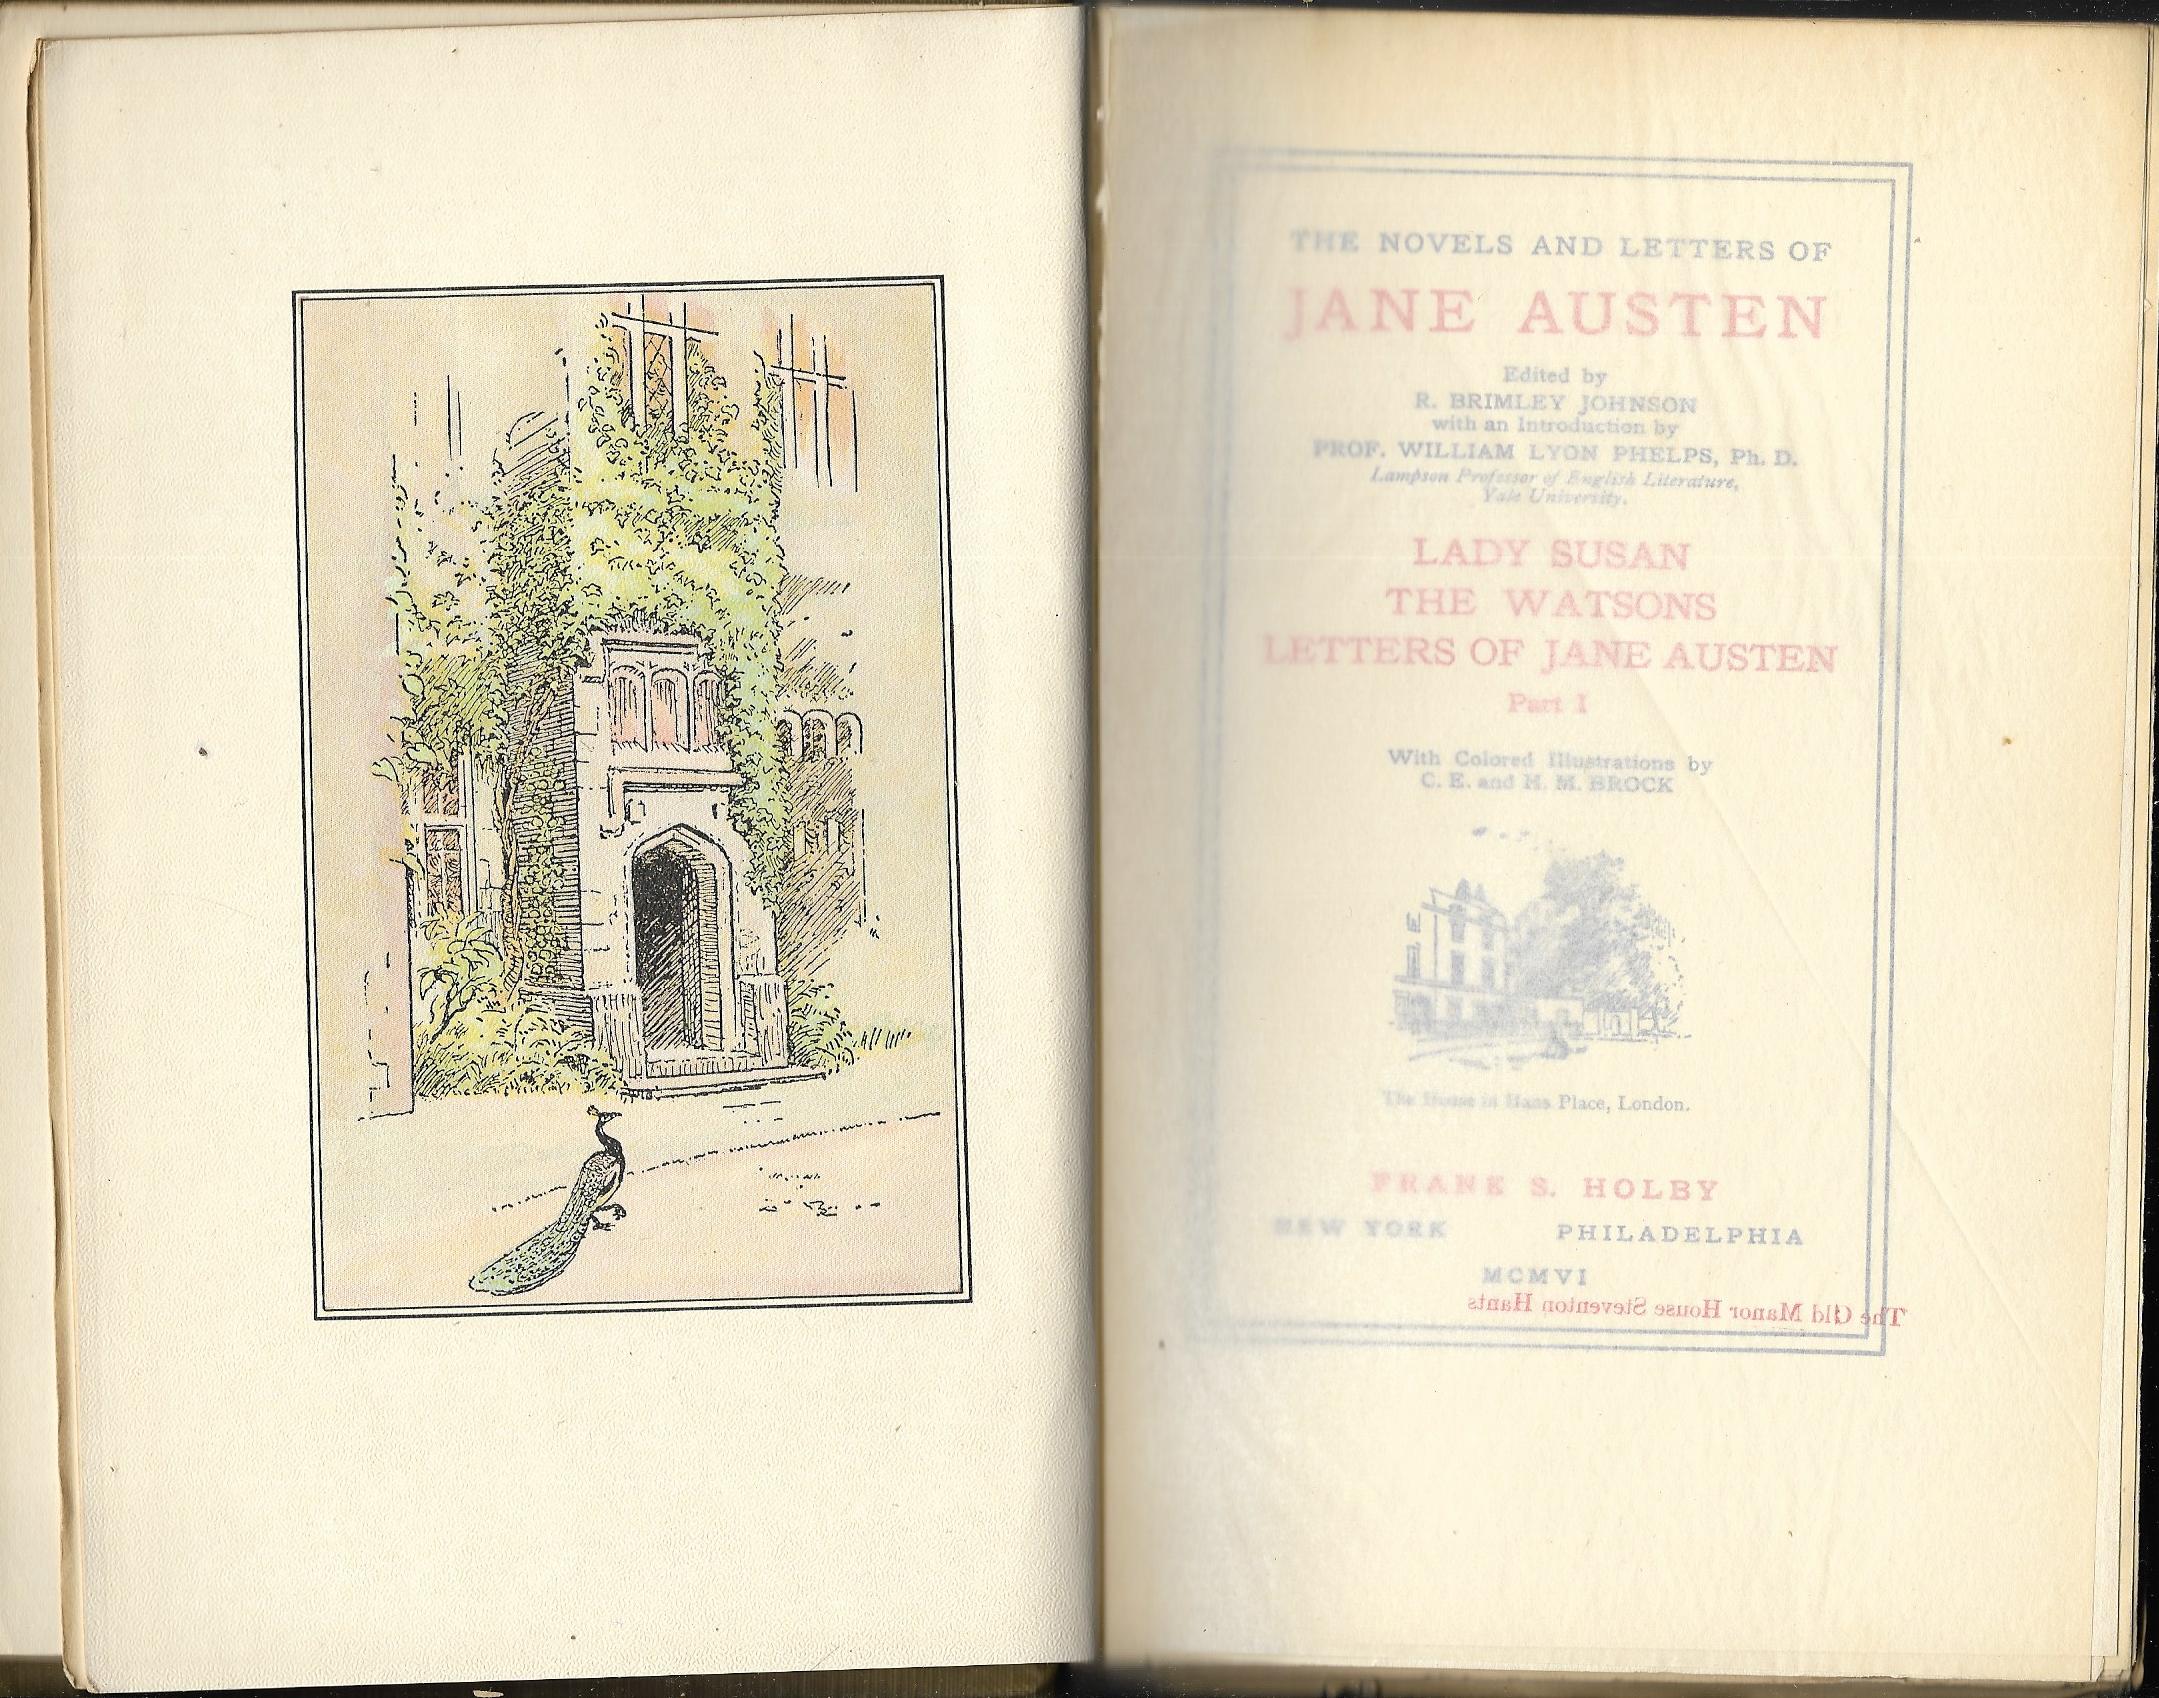 THE NOVELS AND LETTERS OF
JANE AUSTEN
Edited by
R. BRIMLEY JOHNSON
with an Introduction by
PROF. WILLIAM LYON PHELPS, Ph. D.
Lampson Professor of English Literature,
Yale University.
LADY SUSAN
THE WATSONS
LETTERS OF JANE AUSTEN
Part I
With Colored Illustrations by
C. E. and H. M. BROCK
The House in Hans Place, London.
FRANK S. HOLBY
NEW YORK PHILADELPHIA
MCMVI
The Old Manor House Steventon Hants